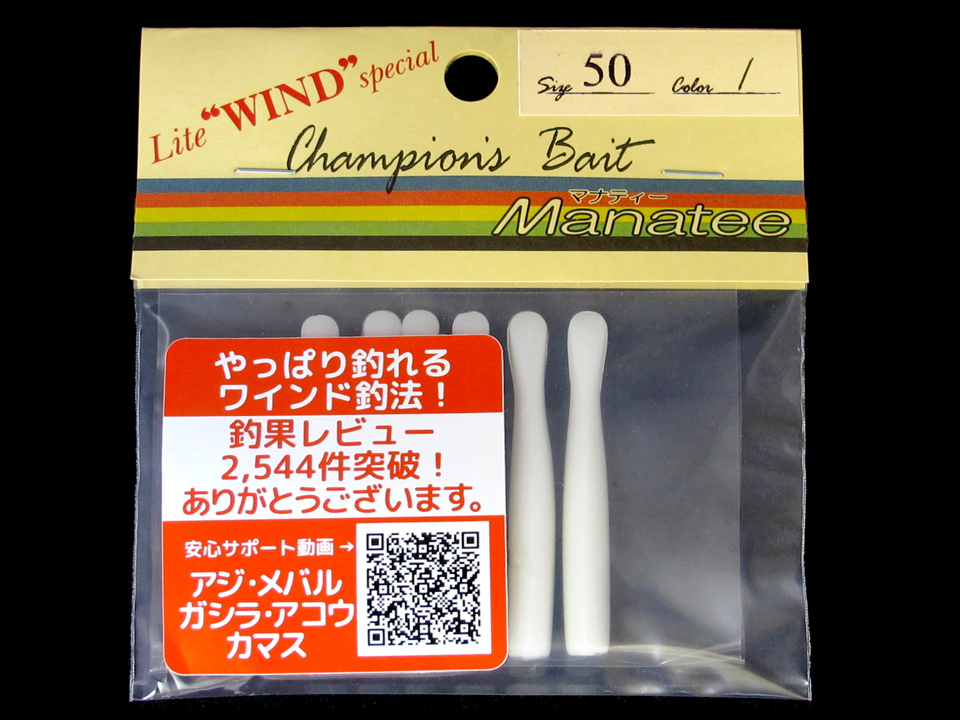 Lite “WIND” special
Size 50 Color 1
Champion's Bait
マナティー
Manatee
やっぱり釣れる
ワインド釣法！
釣果レビュー
2,544件突破！
ありがとうございます。
安心サポート動画→
アジ・メバル
ガシラ・アコウ
カマス